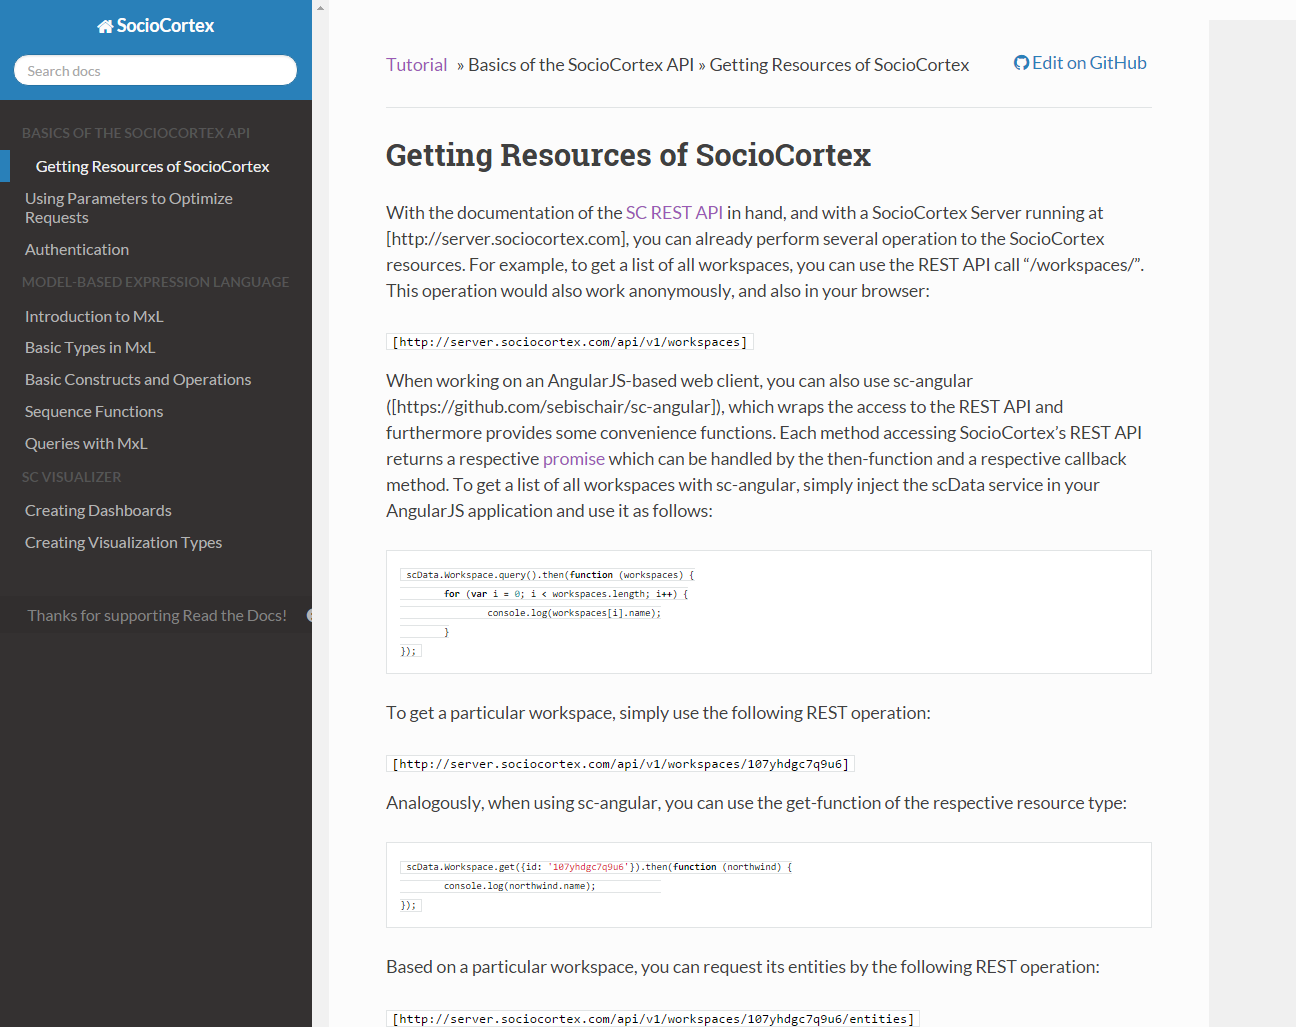 SocioCortex
Search docs
BASICS OF THE SOCIOCORTEX API
Getting Resources of SocioCortex
Using Parameters to Optimize
Requests
Authentication
MODEL-BASED EXPRESSION LANGUAGE
Introduction to MxL
Basic Types in MxL
Basic Constructs and Operations
Sequence Functions
Queries with MxL
SC VISUALIZER
Creating Dashboards
Creating Visualization Types
Thanks for supporting Read the Docs!
Tutorial » Basics of the SocioCortex API » Getting Resources of SocioCortex
Edit on GitHub
Getting Resources of SocioCortex
With the documentation of the SC REST API in hand, and with a SocioCortex Server running at
[http://server.sociocortex.com], you can already perform several operation to the SocioCortex
resources. For example, to get a list of all workspaces, you can use the REST API call “/workspaces/”.
This operation would also work anonymously, and also in your browser:
[http://server.sociocortex.com/api/v1/workspaces]
When working on an AngularJS-based web client, you can also use sc-angular
([https://github.com/sebischair/sc-angular]), which wraps the access to the REST API and
furthermore provides some convenience functions. Each method accessing SocioCortex’s REST API
returns a respective promise which can be handled by the then-function and a respective callback
method. To get a list of all workspaces with sc-angular, simply inject the scData service in your
AngularJS application and use it as follows:
scData.Workspace.query().then(function (workspaces) {
for (var i = 0; i < workspaces.length; i++) {
console.log(workspaces[i].name);
}
});
To get a particular workspace, simply use the following REST operation:
[http://server.sociocortex.com/api/v1/workspaces/107yhdgc7q9u6]
Analogously, when using sc-angular, you can use the get-function of the respective resource type:
scData.Workspace.get({id: '107yhdgc7q9u6'}).then(function (northwind) {
console.log(northwind.name);
});
Based on a particular workspace, you can request its entities by the following REST operation:
[http://server.sociocortex.com/api/v1/workspaces/107yhdgc7q9u6/entities]